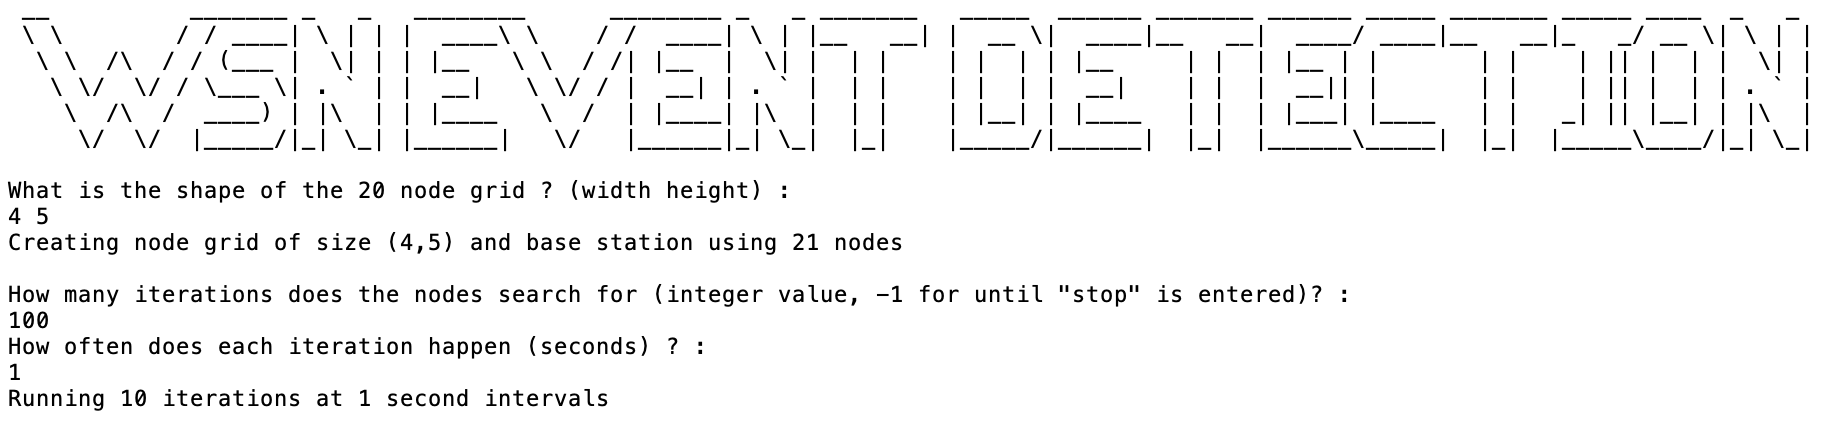 WSN EVENT DETECTION
What is the shape of the 20 node grid ? (width height) :
4 5
Creating node grid of size (4,5) and base station using 21 nodes
How many iterations does the nodes search for (integer value, -1 for until "stop" is entered)? :
100
How often does each iteration happen (seconds) ? :
1
Running 10 iterations at 1 second intervals